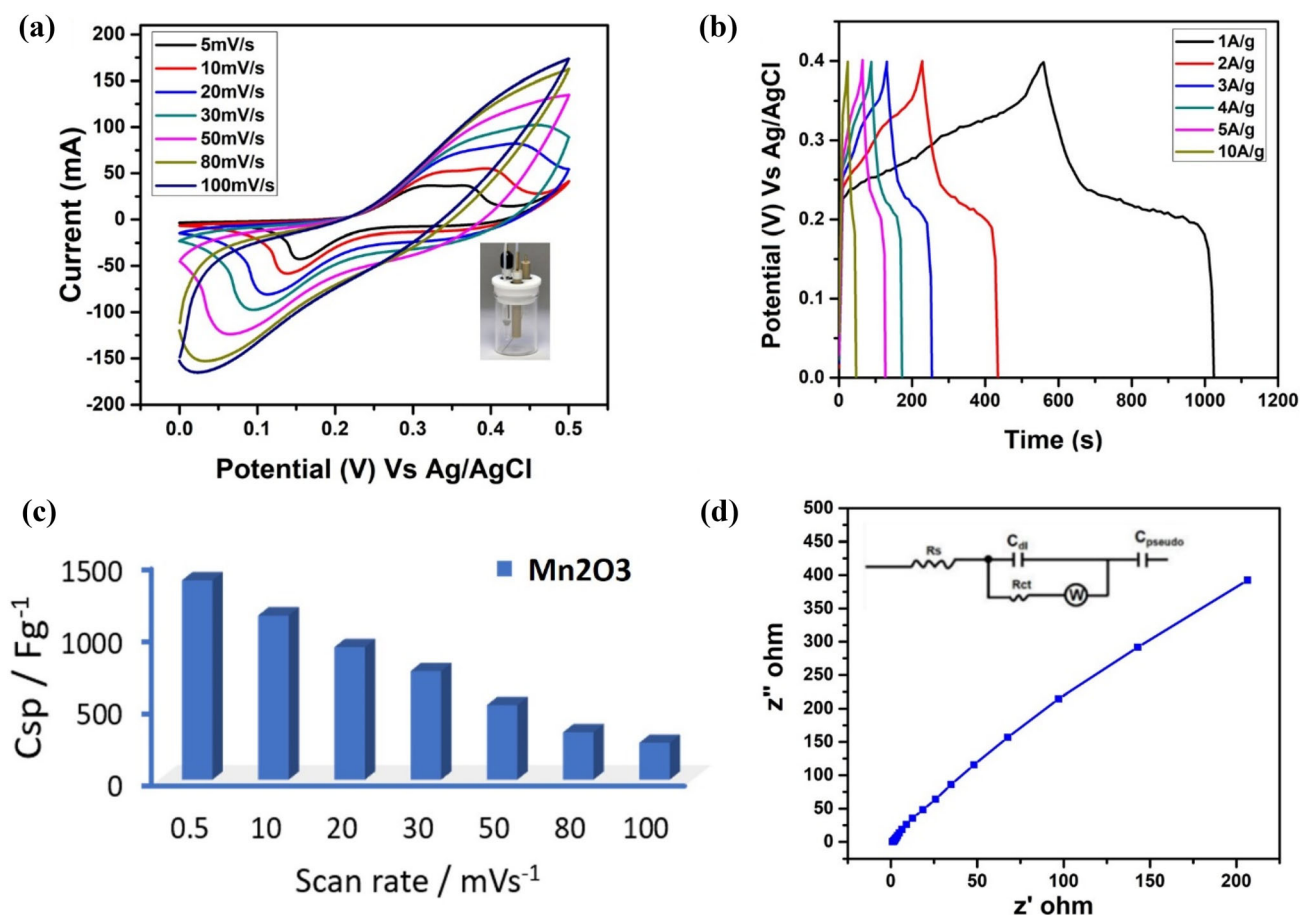 (a)
200
150
100
50
0
-50
-100
-150
-200
Current (mA)
5mV/s
10mV/s
20mV/s
30mV/s
50mV/s
80mV/s
100mV/s
0.0 0.1 0.2 0.3 0.4 0.5
Potential (V) Vs Ag/AgCl
(b)
0.4
0.3
0.2
0.1
0.0
Potential (V) Vs Ag/AgCl
1A/g
2A/g
3A/g
4A/g
5A/g
10A/g
0 200 400 600 800 1000 1200
Time (s)
(c)
1500
1000
500
0
Csp / Fg⁻¹
Mn2O3
0.5 10 20 30 50 80 100
Scan rate / mVs⁻¹
(d)
500
450
400
350
300
250
200
150
100
50
0
z" ohm
Rs
Cdl
Cpseudo
Rct
W
0 50 100 150 200
z' ohm